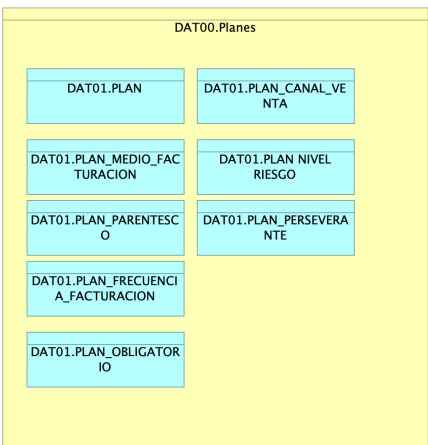 DAT00.Planes
DAT01.PLAN
DAT01.PLAN_CANAL_VE
NTA
DAT01.PLAN_MEDIO_FAC
TURACION
DAT01.PLAN NIVEL
RIESGO
DAT01.PLAN_PARENTESC
O
DAT01.PLAN_PERSEVERA
NTE
DAT01.PLAN_FRECUENCI
A_FACTURACION
DAT01.PLAN_OBLIGATOR
IO